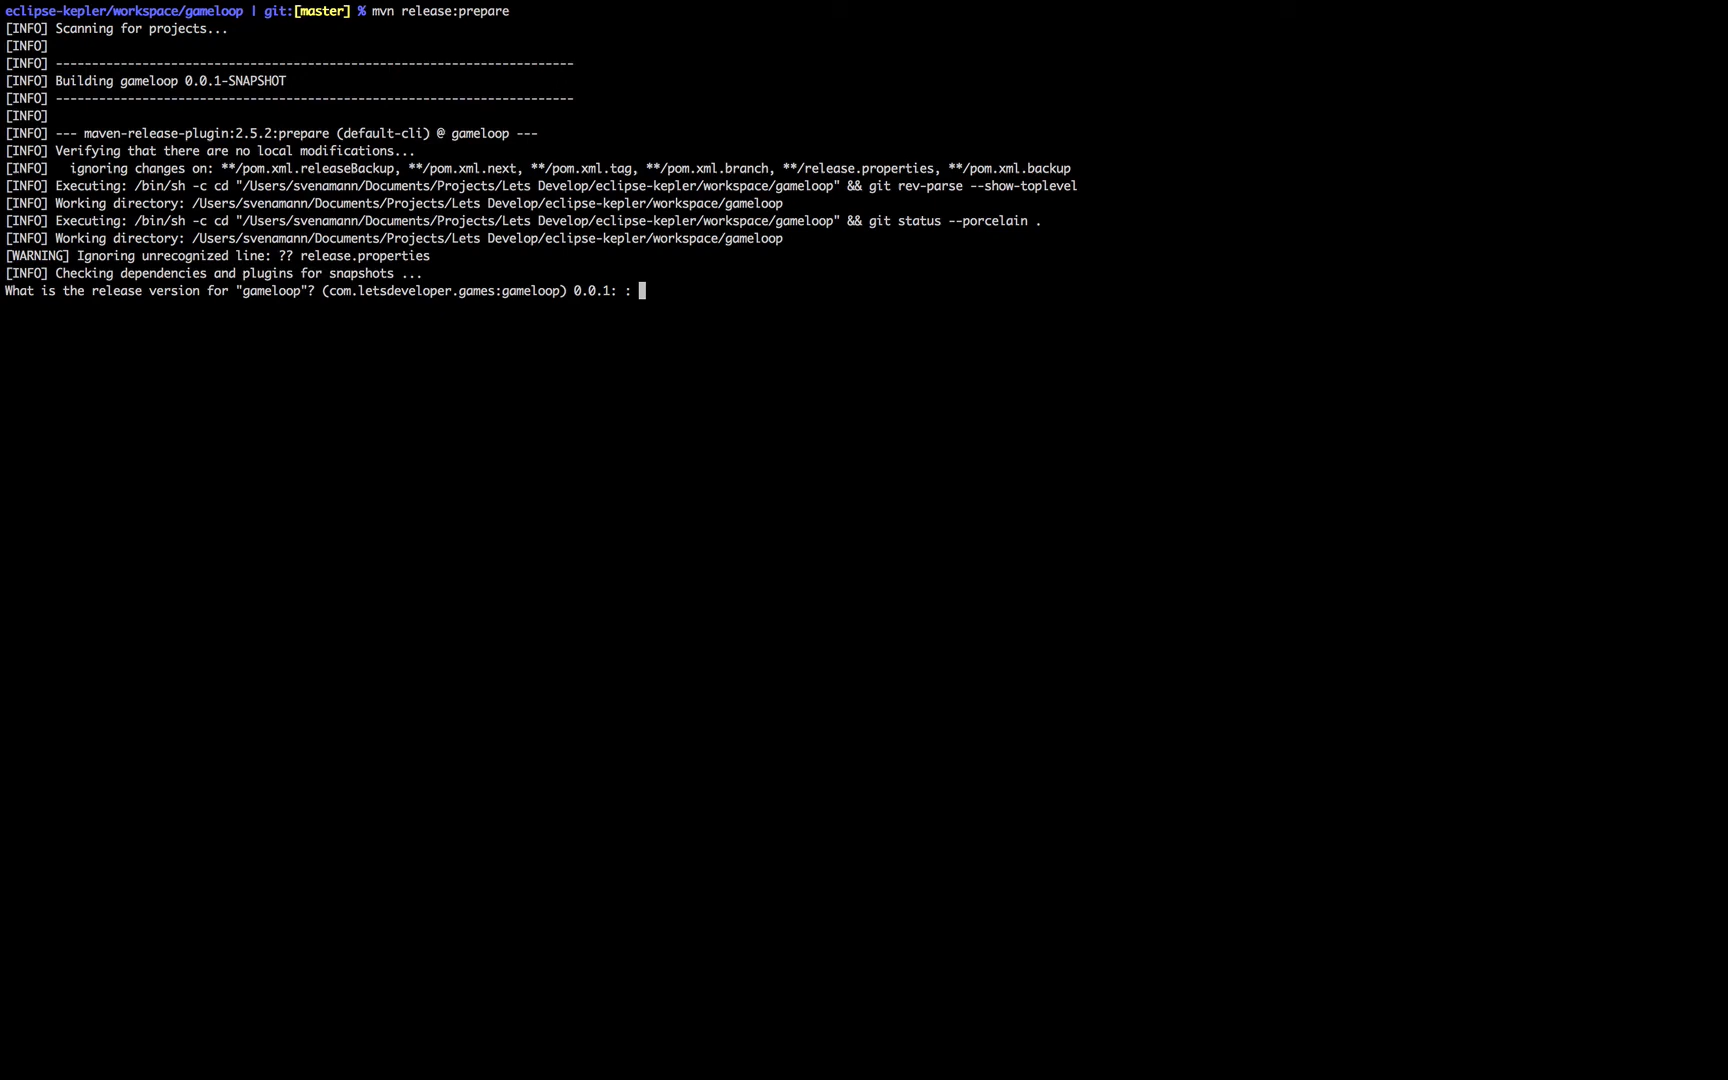 eclipse-kepler/workspace/gameloop | git:[master] % mvn release:prepare
[INFO] Scanning for projects...
[INFO]
[INFO] ------------------------------------------------------------------------
[INFO] Building gameloop 0.0.1-SNAPSHOT
[INFO] ------------------------------------------------------------------------
[INFO]
[INFO] --- maven-release-plugin:2.5.2:prepare (default-cli) @ gameloop ---
[INFO] Verifying that there are no local modifications...
[INFO]   ignoring changes on: **/pom.xml.releaseBackup, **/pom.xml.next, **/pom.xml.tag, **/pom.xml.branch, **/release.properties, **/pom.xml.backup
[INFO] Executing: /bin/sh -c cd "/Users/svenamann/Documents/Projects/Lets Develop/eclipse-kepler/workspace/gameloop" && git rev-parse --show-toplevel
[INFO] Working directory: /Users/svenamann/Documents/Projects/Lets Develop/eclipse-kepler/workspace/gameloop
[INFO] Executing: /bin/sh -c cd "/Users/svenamann/Documents/Projects/Lets Develop/eclipse-kepler/workspace/gameloop" && git status --porcelain .
[INFO] Working directory: /Users/svenamann/Documents/Projects/Lets Develop/eclipse-kepler/workspace/gameloop
[WARNING] Ignoring unrecognized line: ?? release.properties
[INFO] Checking dependencies and plugins for snapshots ...
What is the release version for "gameloop"? (com.letsdeveloper.games:gameloop) 0.0.1: :